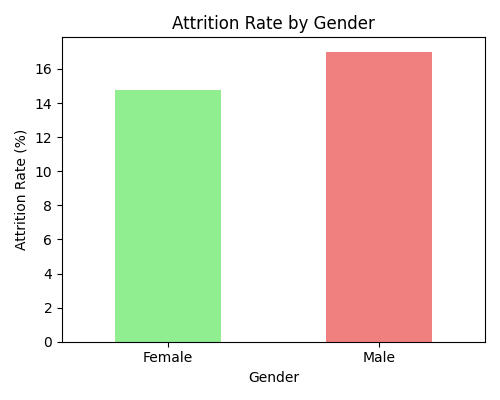 Attrition Rate by Gender
Attrition Rate (%)
16
14
12
10
8
6
4
2
0
Female Male
Gender